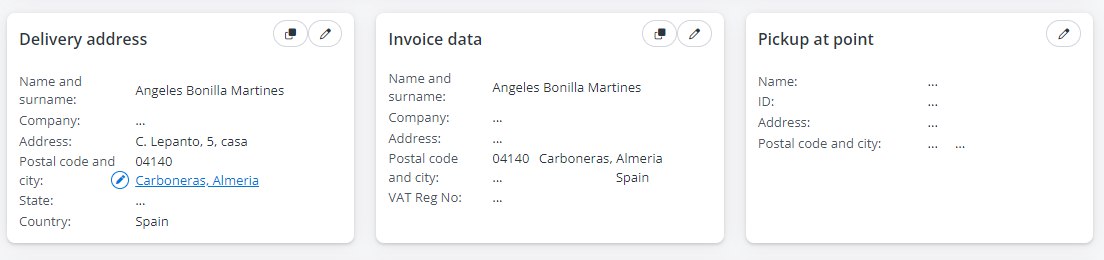 Delivery address
Name and surname: Angeles Bonilla Martines
Company: ...
Address: C. Lepanto, 5, casa
Postal code and city: 04140
Carboneras, Almeria
State: ...
Country: Spain
Invoice data
Name and surname: Angeles Bonilla Martines
Company: ...
Address: ...
Postal code and city: 04140 Carboneras, Almeria
... Spain
VAT Reg No: ...
Pickup at point
Name: ...
ID: ...
Address: ...
Postal code and city: ... ...